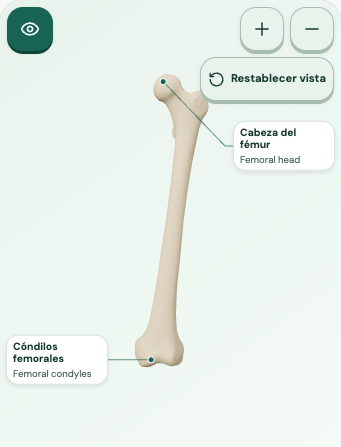 Restablecer vista
Cabeza del
fémur
Femoral head
Cóndilos
femorales
Femoral condyles